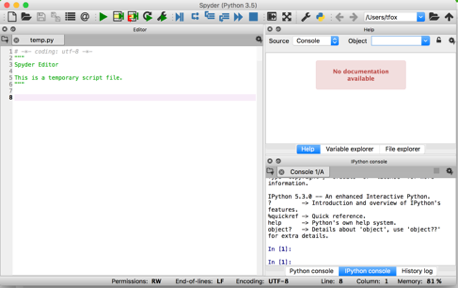 Spyder (Python 3.5)
/Users/tfox
Editor
temp.py
1 # -*- coding: utf-8 -*-
2 """
3 Spyder Editor
4
5 This is a temporary script file.
6 """
7
8
Help
Source Console Object
No documentation
available
Help Variable explorer File explorer
IPython console
Console 1/A
information.
IPython 5.3.0 -- An enhanced Interactive Python.
? -> Introduction and overview of IPython's
features.
%quickref -> Quick reference.
help -> Python's own help system.
object? -> Details about 'object', use 'object??'
for extra details.
In [1]:
In [1]:
Python console IPython console History log
Permissions: RW End-of-lines: LF Encoding: UTF-8 Line: 8 Column: 1 Memory: 81 %